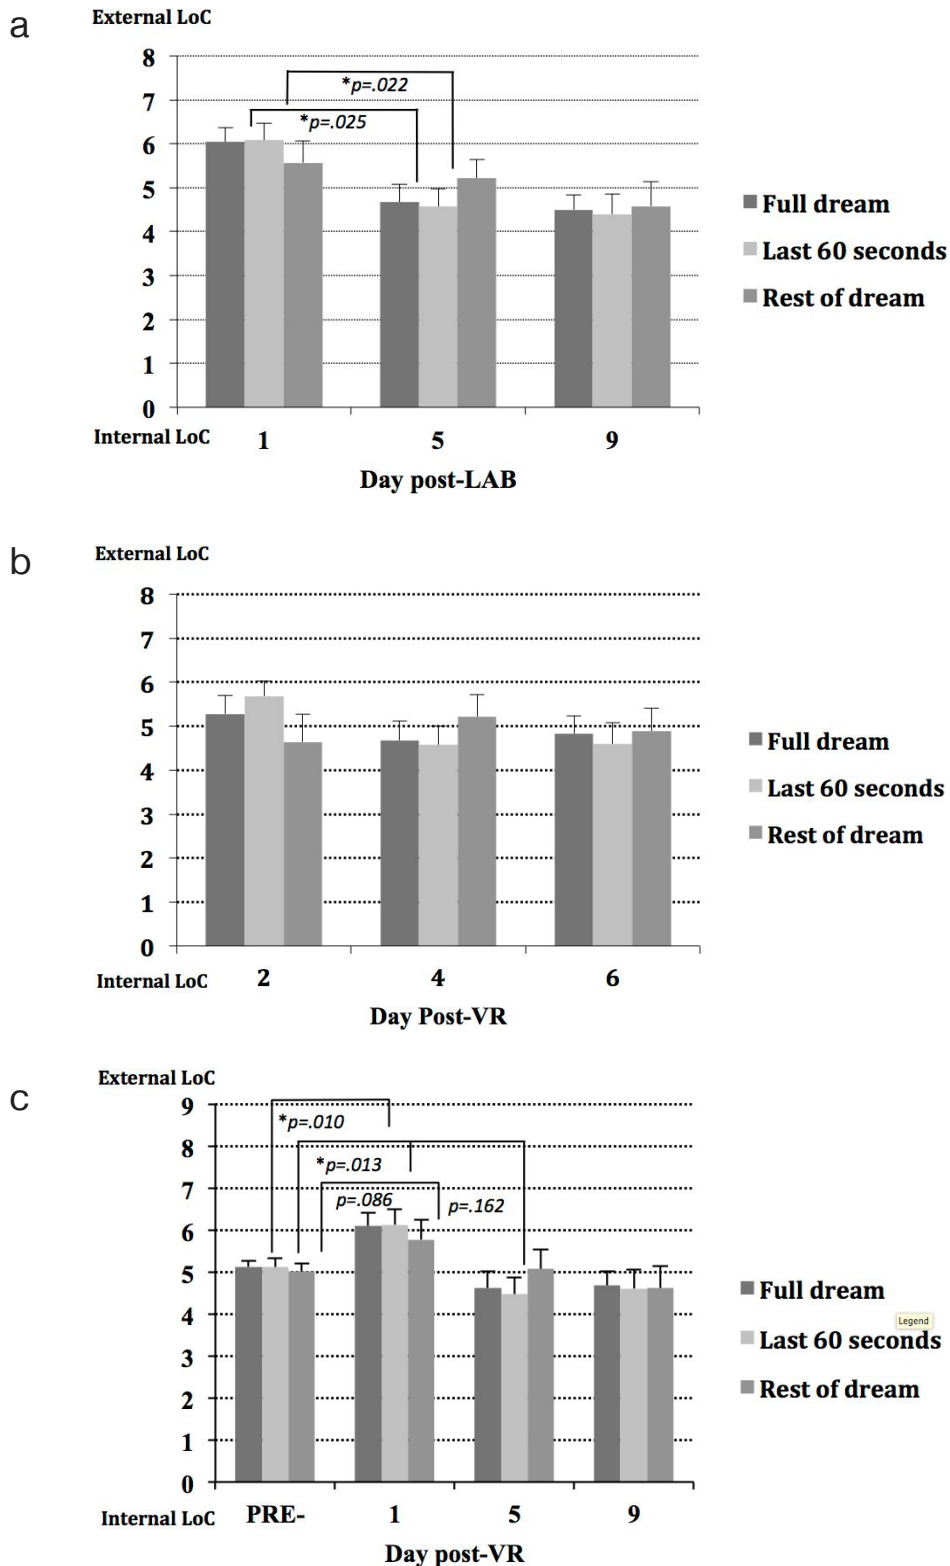 a
External LoC
8
7
6
5
4
3
2
1
0
*p=.022
*p=.025
Full dream
Last 60 seconds
Rest of dream
Internal LoC
1 5 9
Day post-LAB
b
External LoC
8
7
6
5
4
3
2
1
0
Full dream
Last 60 seconds
Rest of dream
Internal LoC
2 4 6
Day Post-VR
c
External LoC
9
8
7
6
5
4
3
2
1
0
*p=.010
*p=.013
p=.086
p=.162
Full dream
Legend
Last 60 seconds
Rest of dream
Internal LoC
PRE- 1 5 9
Day post-VR